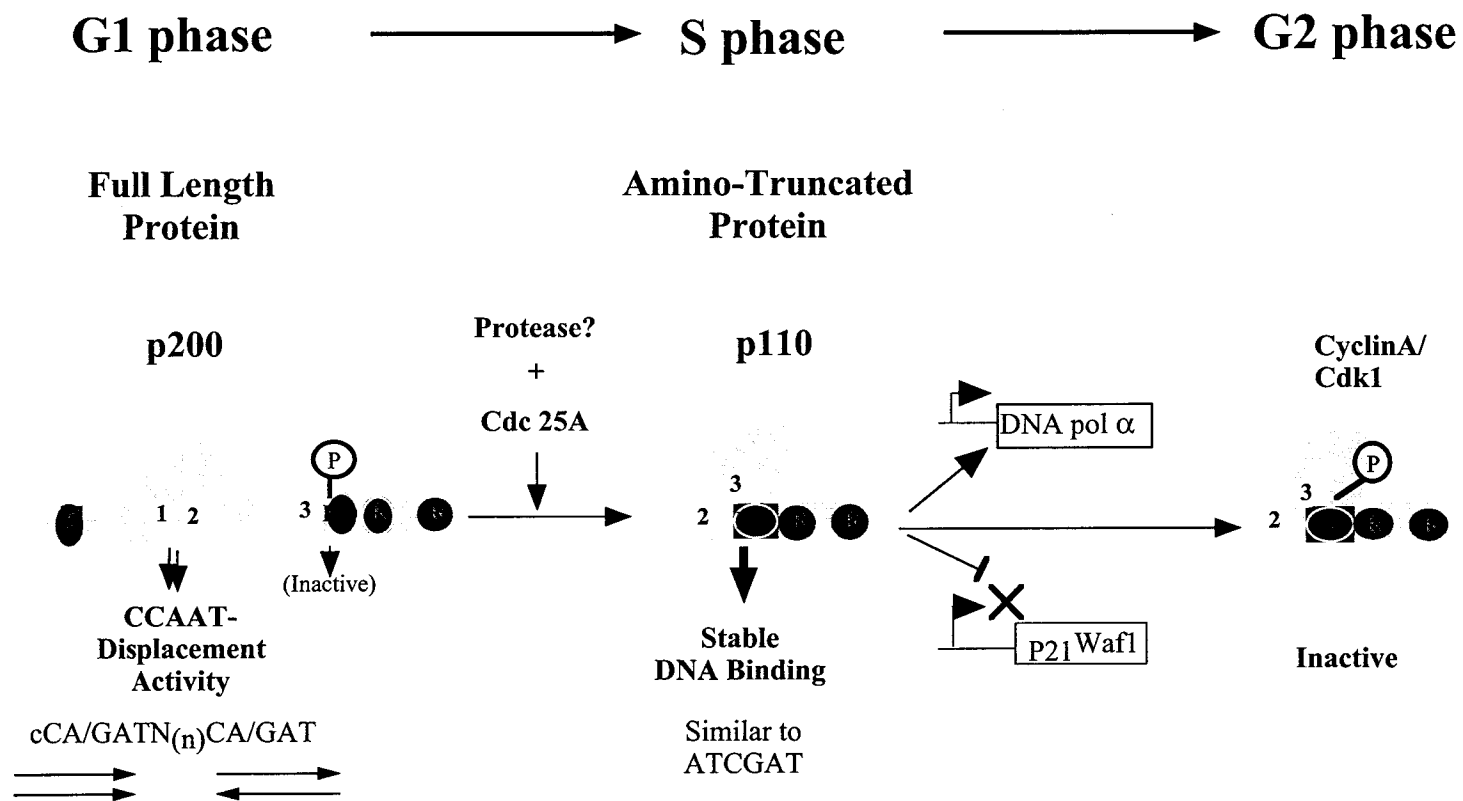 G1 phase
S phase
G2 phase
Full Length
Protein
Amino-Truncated
Protein
p200
Protease?
+
Cdc 25A
p110
CyclinA/
Cdk1
DNA pol α
P
1 2
3
3
2
P
3
2
(Inactive)
CCAAT-
Displacement
Activity
Stable
DNA Binding
P21Waf1
Inactive
cCA/GATN(n)CA/GAT
Similar to
ATCGAT